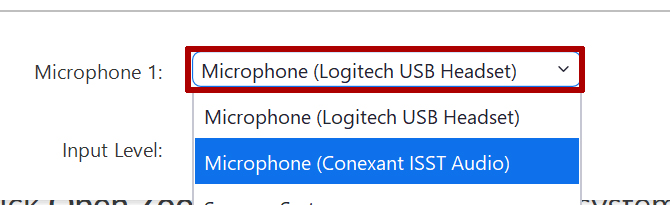 Microphone 1:
Microphone (Logitech USB Headset)
Microphone (Logitech USB Headset)
Input Level:
Microphone (Conexant ISST Audio)